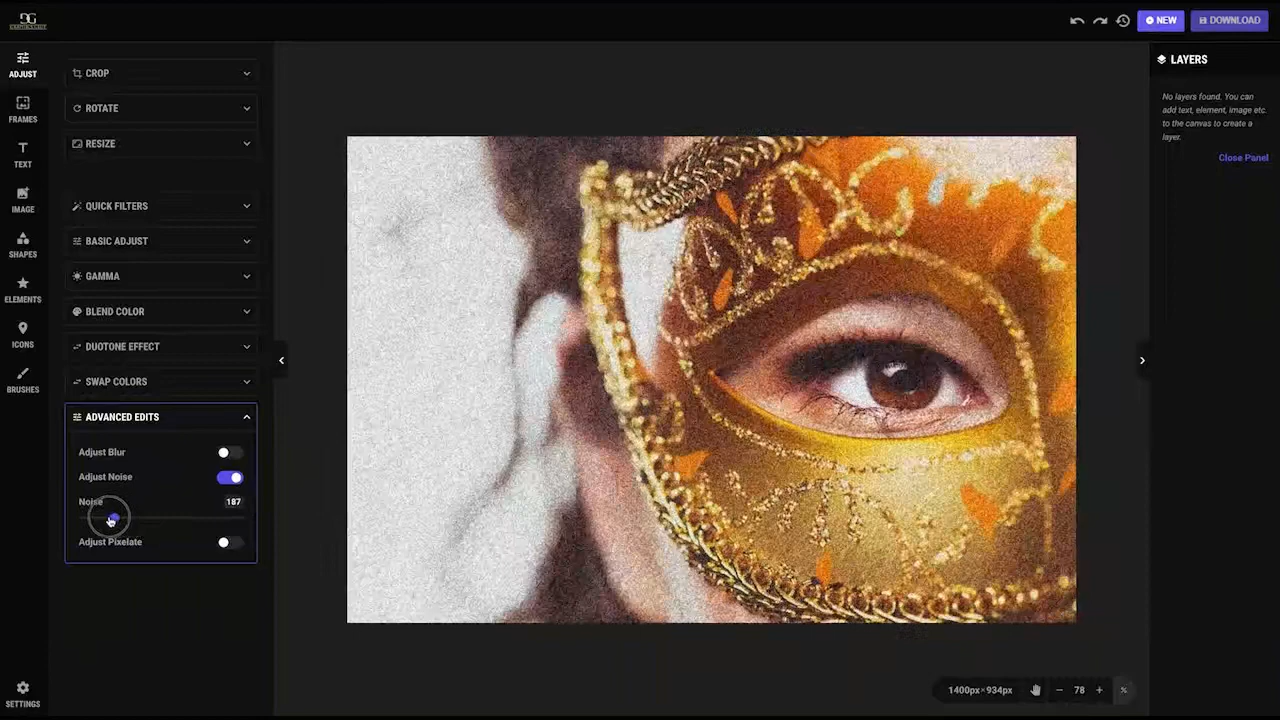 NEW
DOWNLOAD
ADJUST
FRAMES
TEXT
IMAGE
SHAPES
ELEMENTS
ICONS
BRUSHES
SETTINGS
CROP
ROTATE
RESIZE
QUICK FILTERS
BASIC ADJUST
GAMMA
BLEND COLOR
DUOTONE EFFECT
SWAP COLORS
ADVANCED EDITS
Adjust Blur
Adjust Noise
Noise 187
Adjust Pixelate
1400px×934px
78
%
LAYERS
No layers found. You can
add text, element, image etc.
to the canvas to create a
layer.
Close Panel